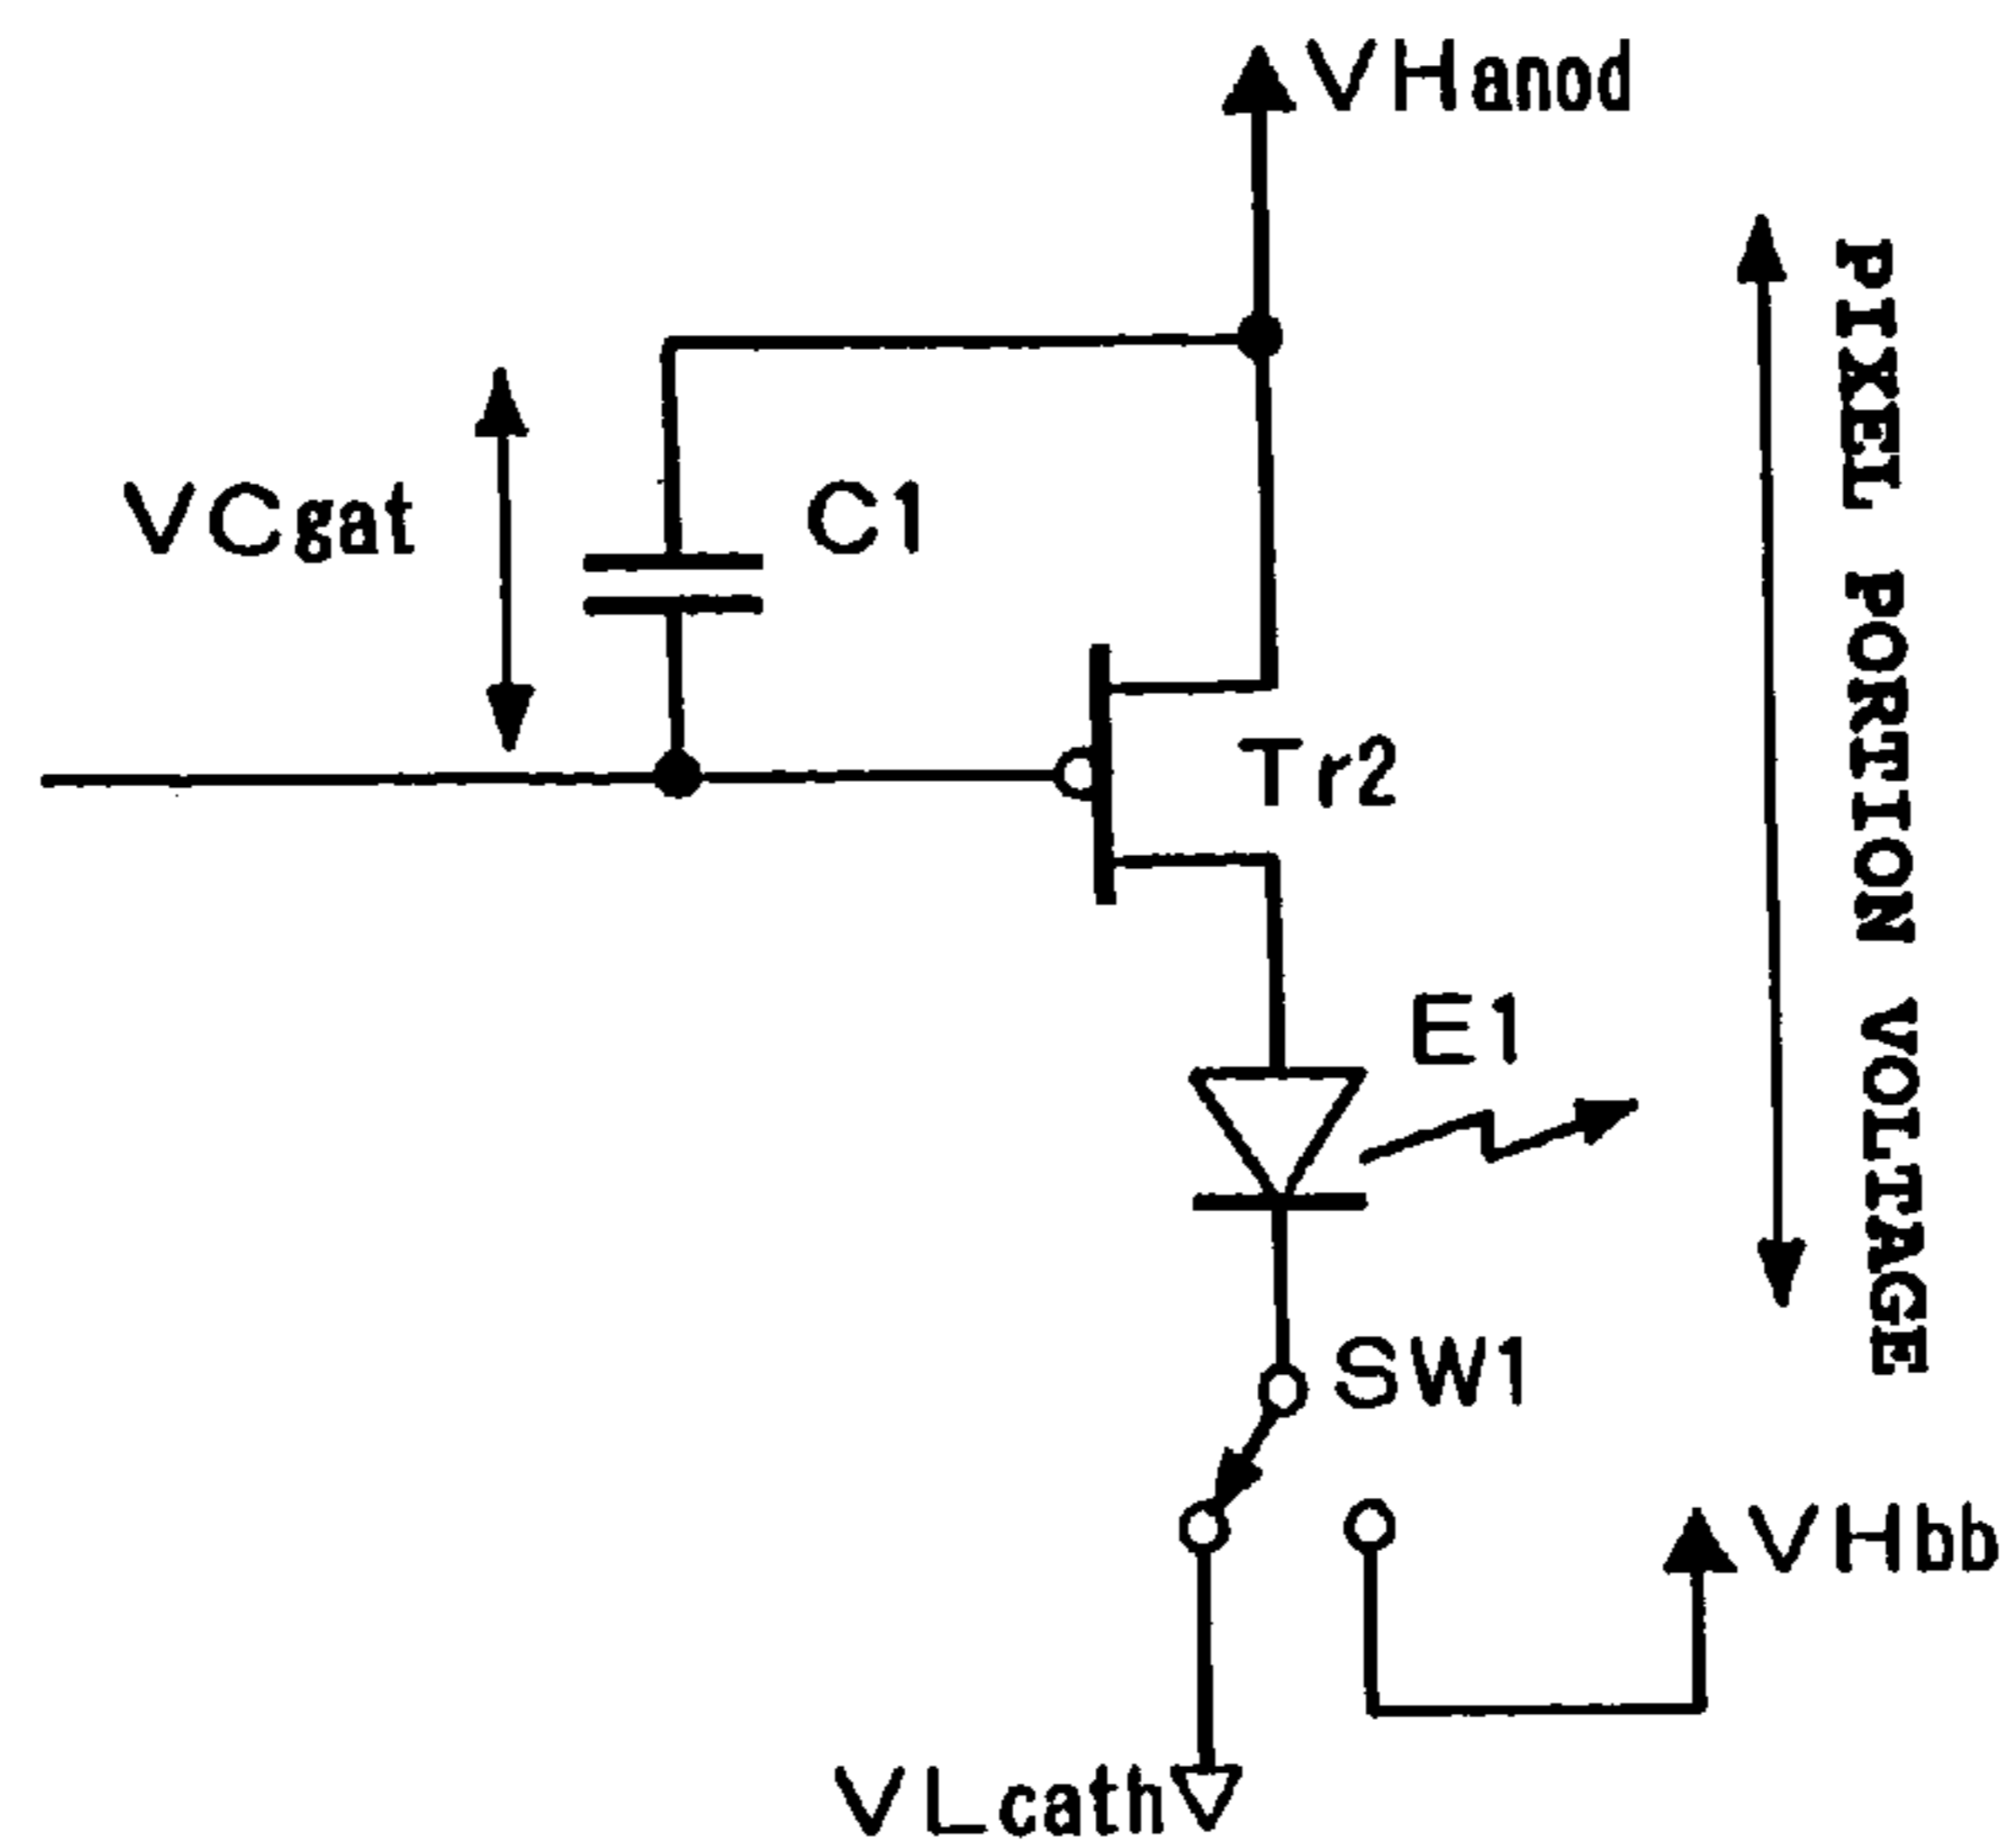 VHanod
VCgat
C1
Tr2
E1
SW1
VHbb
VLcath
PIXEL PORTION VOLTAGE